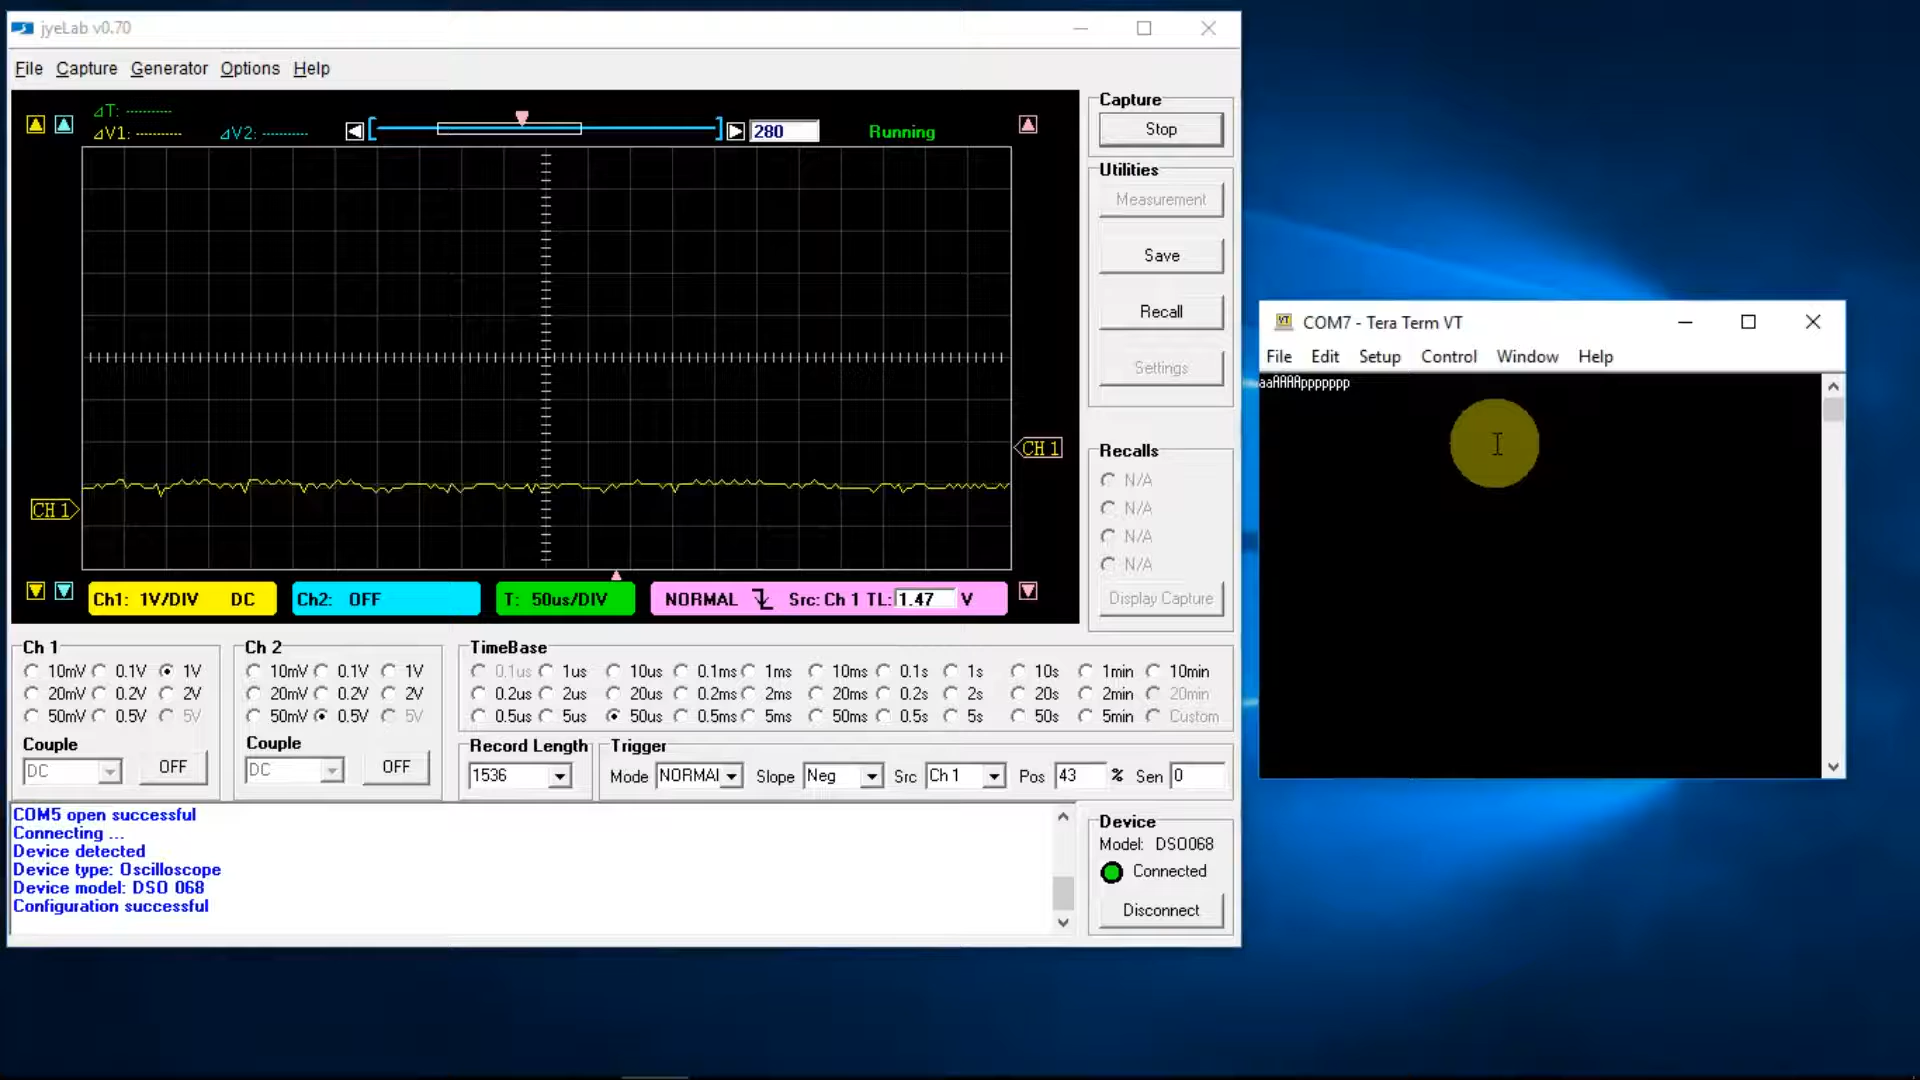 jyeLab v0.70
File Capture Generator Options Help
⊿T: ----------
⊿V1: ---------- ⊿V2: ----------
280
Running
CH 1
CH 1
Ch1: 1V/DIV DC
Ch2: OFF
T: 50us/DIV
NORMAL Src: Ch 1 TL: 1.47 V
Capture
Stop
Utilities
Measurement
Save
Recall
Settings
Recalls
N/A
N/A
N/A
N/A
Display Capture
Ch 1
10mV 0.1V 1V
20mV 0.2V 2V
50mV 0.5V 5V
Couple
DC
OFF
Ch 2
10mV 0.1V 1V
20mV 0.2V 2V
50mV 0.5V 5V
Couple
DC
OFF
TimeBase
0.1us 1us 10us 0.1ms 1ms 10ms 0.1s 1s 10s 1min 10min
0.2us 2us 20us 0.2ms 2ms 20ms 0.2s 2s 20s 2min 20min
0.5us 5us 50us 0.5ms 5ms 50ms 0.5s 5s 50s 5min Custom
Record Length
1536
Trigger
Mode NORMAl Slope Neg Src Ch 1 Pos 43 % Sen 0
COM5 open successful
Connecting ...
Device detected
Device type: Oscilloscope
Device model: DSO 068
Configuration successful
Device
Model: DSO068
Connected
Disconnect
VT
COM7 - Tera Term VT
File Edit Setup Control Window Help
aaAAAAppppppp